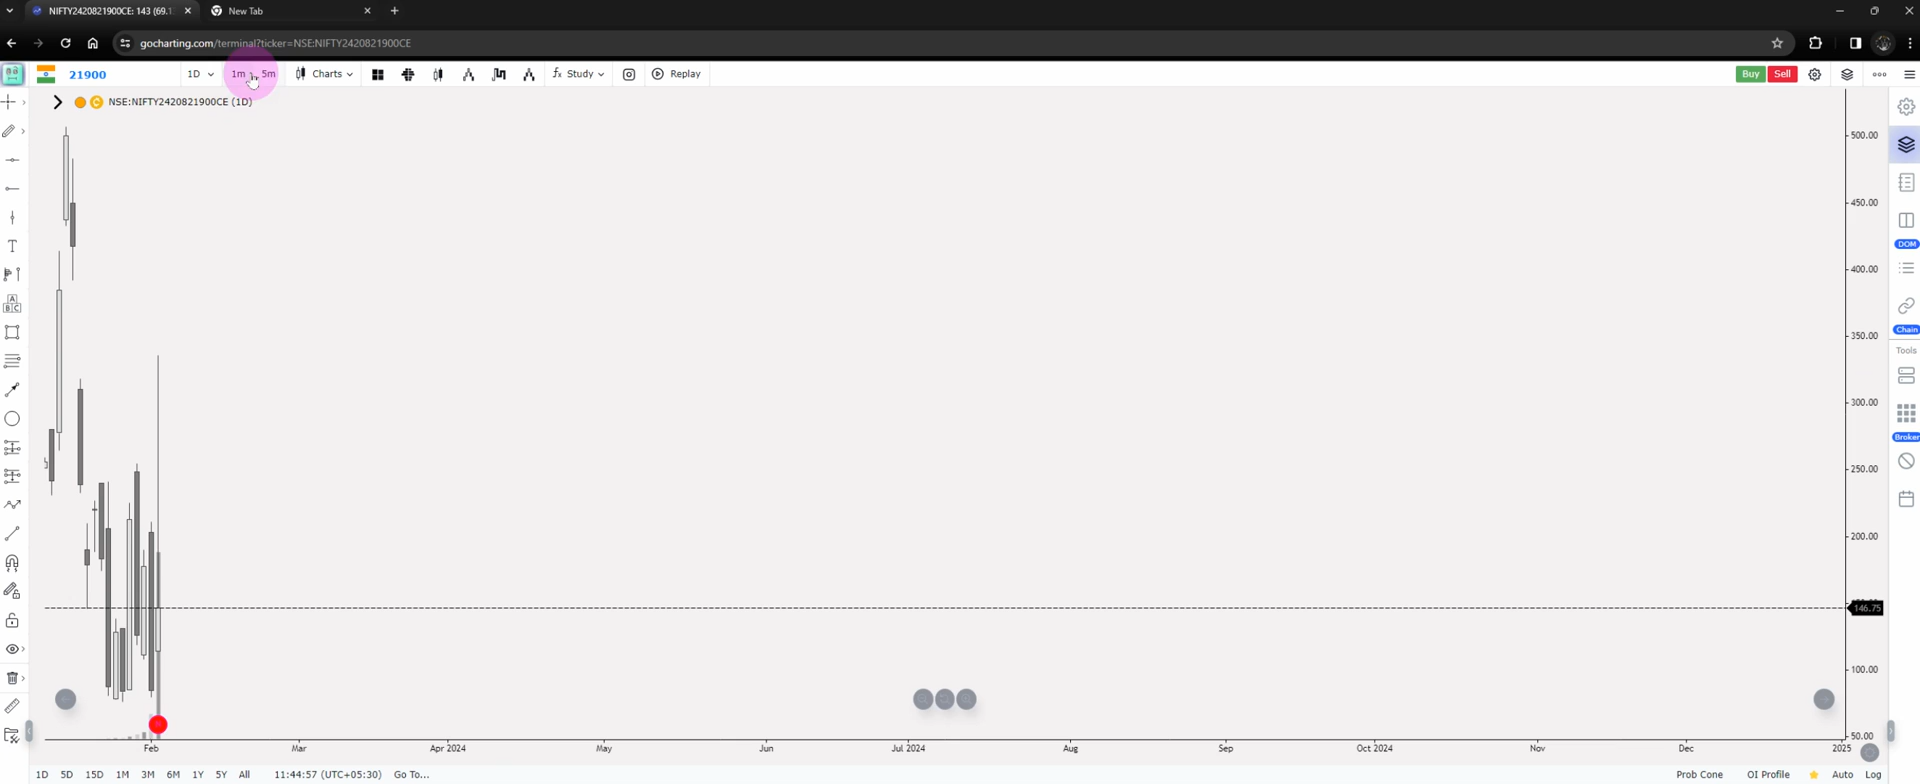 NIFTY2420821900CE: 143 (69.1
New Tab
gocharting.com/terminal?ticker=NSE:NIFTY2420821900CE
21900
1D
1m
5m
Charts
fx Study
Replay
Buy
Sell
NSE:NIFTY2420821900CE (1D)
500.00
450.00
400.00
350.00
300.00
250.00
200.00
146.75
100.00
50.00
T
A
B C
DOM
Chain
Tools
Broker
Feb
Mar
Apr 2024
May
Jun
Jul 2024
Aug
Sep
Oct 2024
Nov
Dec
2025
1D 5D 15D 1M 3M 6M 1Y 5Y All 11:44:57 (UTC+05:30) Go To...
Prob Cone OI Profile Auto Log